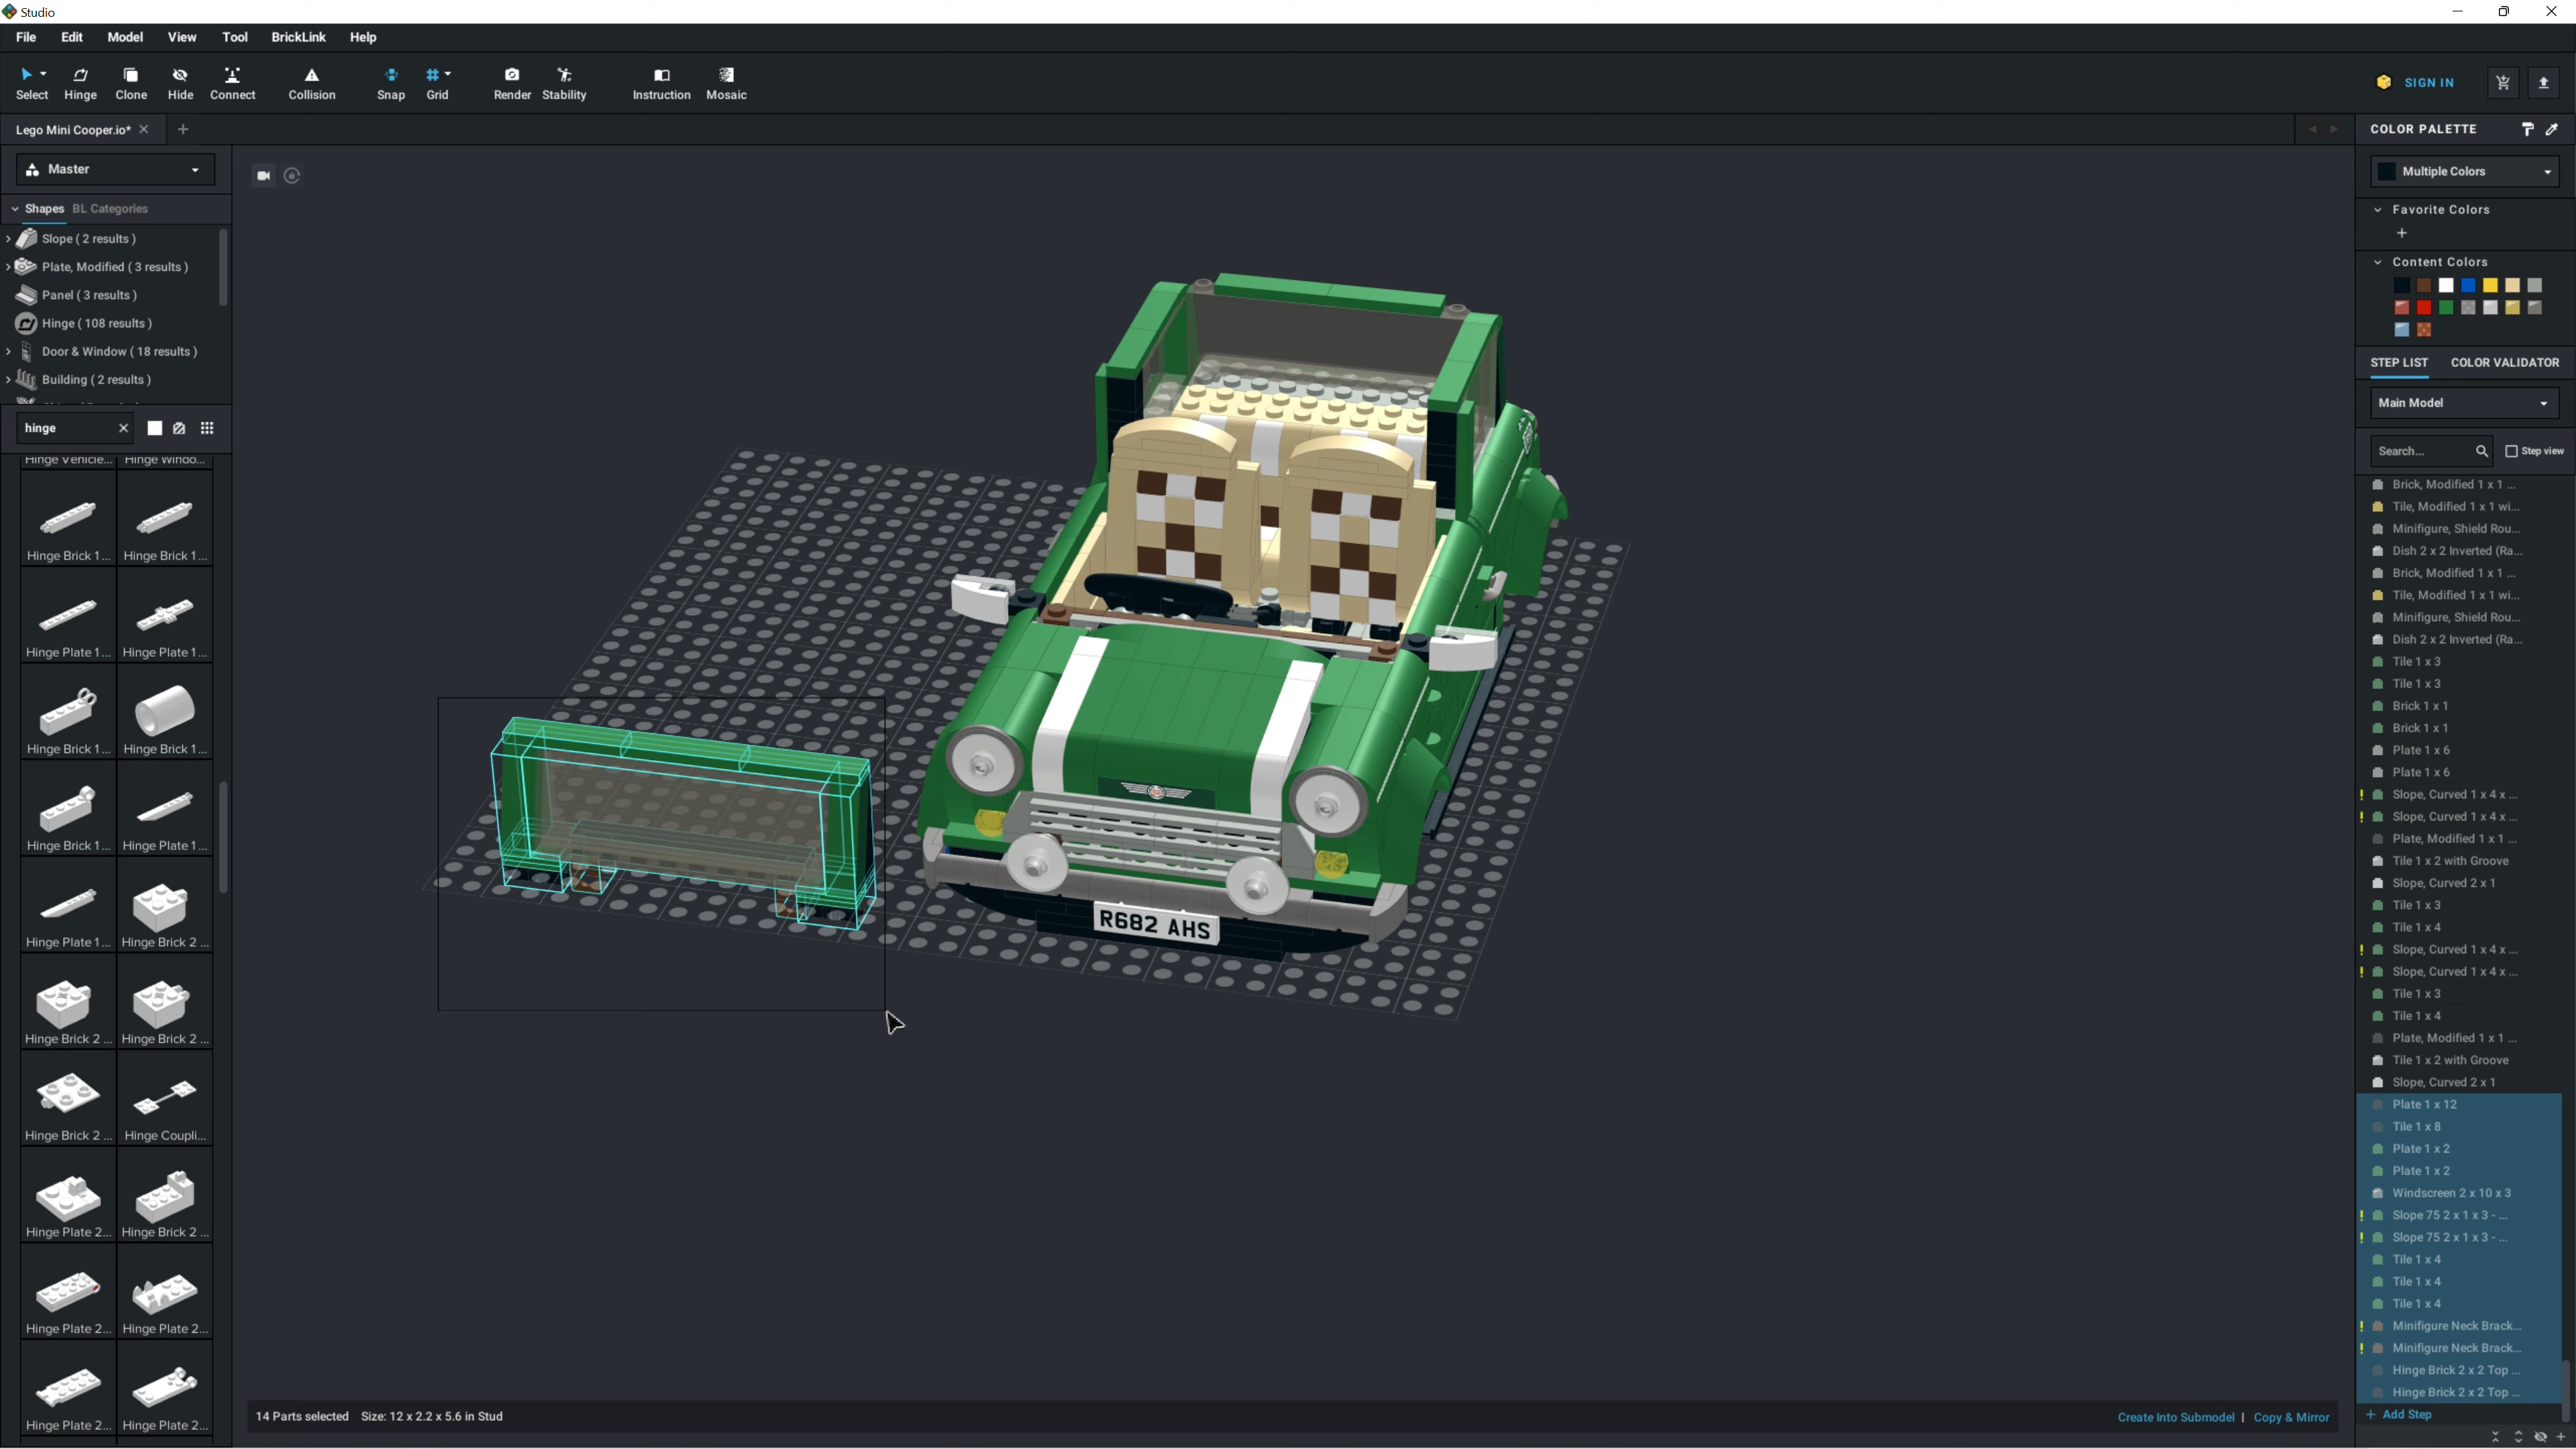 Studio
File Edit Model View Tool BrickLink Help
Select Hinge Clone Hide Connect Collision Snap Grid Render Stability Instruction Mosaic SIGN IN
Lego Mini Cooper.io*
Master
Shapes BL Categories
Slope ( 2 results )
Plate, Modified ( 3 results )
Panel ( 3 results )
Hinge ( 108 results )
Door & Window ( 18 results )
Building ( 2 results )
hinge
Hinge Vehicle... Hinge Windo...
Hinge Brick 1... Hinge Brick 1...
Hinge Plate 1... Hinge Plate 1...
Hinge Brick 1... Hinge Brick 1...
Hinge Brick 1... Hinge Plate 1...
Hinge Plate 1... Hinge Brick 2 ...
Hinge Brick 2 ... Hinge Brick 2 ...
Hinge Brick 2 ... Hinge Coupli...
Hinge Plate 2... Hinge Brick 2 ...
Hinge Plate 2... Hinge Plate 2...
Hinge Plate 2... Hinge Plate 2...
R682 AHS
14 Parts selected Size: 12 x 2.2 x 5.6 in Stud
Create Into Submodel | Copy & Mirror
COLOR PALETTE
Multiple Colors
Favorite Colors
+
Content Colors
STEP LIST COLOR VALIDATOR
Main Model
Search... Step view
Brick, Modified 1 x 1 ...
Tile, Modified 1 x 1 wi...
Minifigure, Shield Rou...
Dish 2 x 2 Inverted (Ra...
Brick, Modified 1 x 1 ...
Tile, Modified 1 x 1 wi...
Minifigure, Shield Rou...
Dish 2 x 2 Inverted (Ra...
Tile 1 x 3
Tile 1 x 3
Brick 1 x 1
Brick 1 x 1
Plate 1 x 6
Plate 1 x 6
! Slope, Curved 1 x 4 x ...
! Slope, Curved 1 x 4 x ...
Plate, Modified 1 x 1 ...
Tile 1 x 2 with Groove
Slope, Curved 2 x 1
Tile 1 x 3
Tile 1 x 4
! Slope, Curved 1 x 4 x ...
! Slope, Curved 1 x 4 x ...
Tile 1 x 3
Tile 1 x 4
Plate, Modified 1 x 1 ...
Tile 1 x 2 with Groove
Slope, Curved 2 x 1
Plate 1 x 12
Tile 1 x 8
Plate 1 x 2
Plate 1 x 2
Windscreen 2 x 10 x 3
! Slope 75 2 x 1 x 3 - ...
! Slope 75 2 x 1 x 3 - ...
Tile 1 x 4
Tile 1 x 4
Tile 1 x 4
! Minifigure Neck Brack...
! Minifigure Neck Brack...
Hinge Brick 2 x 2 Top ...
Hinge Brick 2 x 2 Top ...
+ Add Step